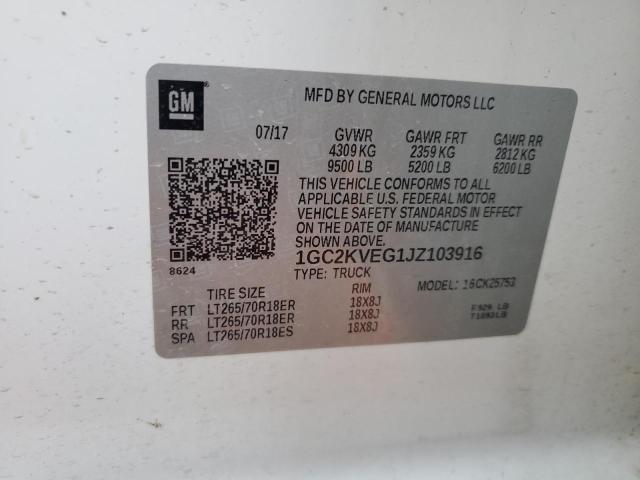 GM
MFD BY GENERAL MOTORS LLC
07/17 GVWR GAWR FRT GAWR RR
4309 KG 2359 KG 2812 KG
9500 LB 5200 LB 6200 LB
THIS VEHICLE CONFORMS TO ALL
APPLICABLE U.S. FEDERAL MOTOR
VEHICLE SAFETY STANDARDS IN EFFECT
ON THE DATE OF MANUFACTURE
SHOWN ABOVE.
1GC2KVEG1JZ103916
8624
TYPE: TRUCK
MODEL: 16CK25753
TIRE SIZE RIM
FRT LT265/70R18ER 18X8J
RR LT265/70R18ER 18X8J
SPA LT265/70R18ES 18X8J
F929 LB